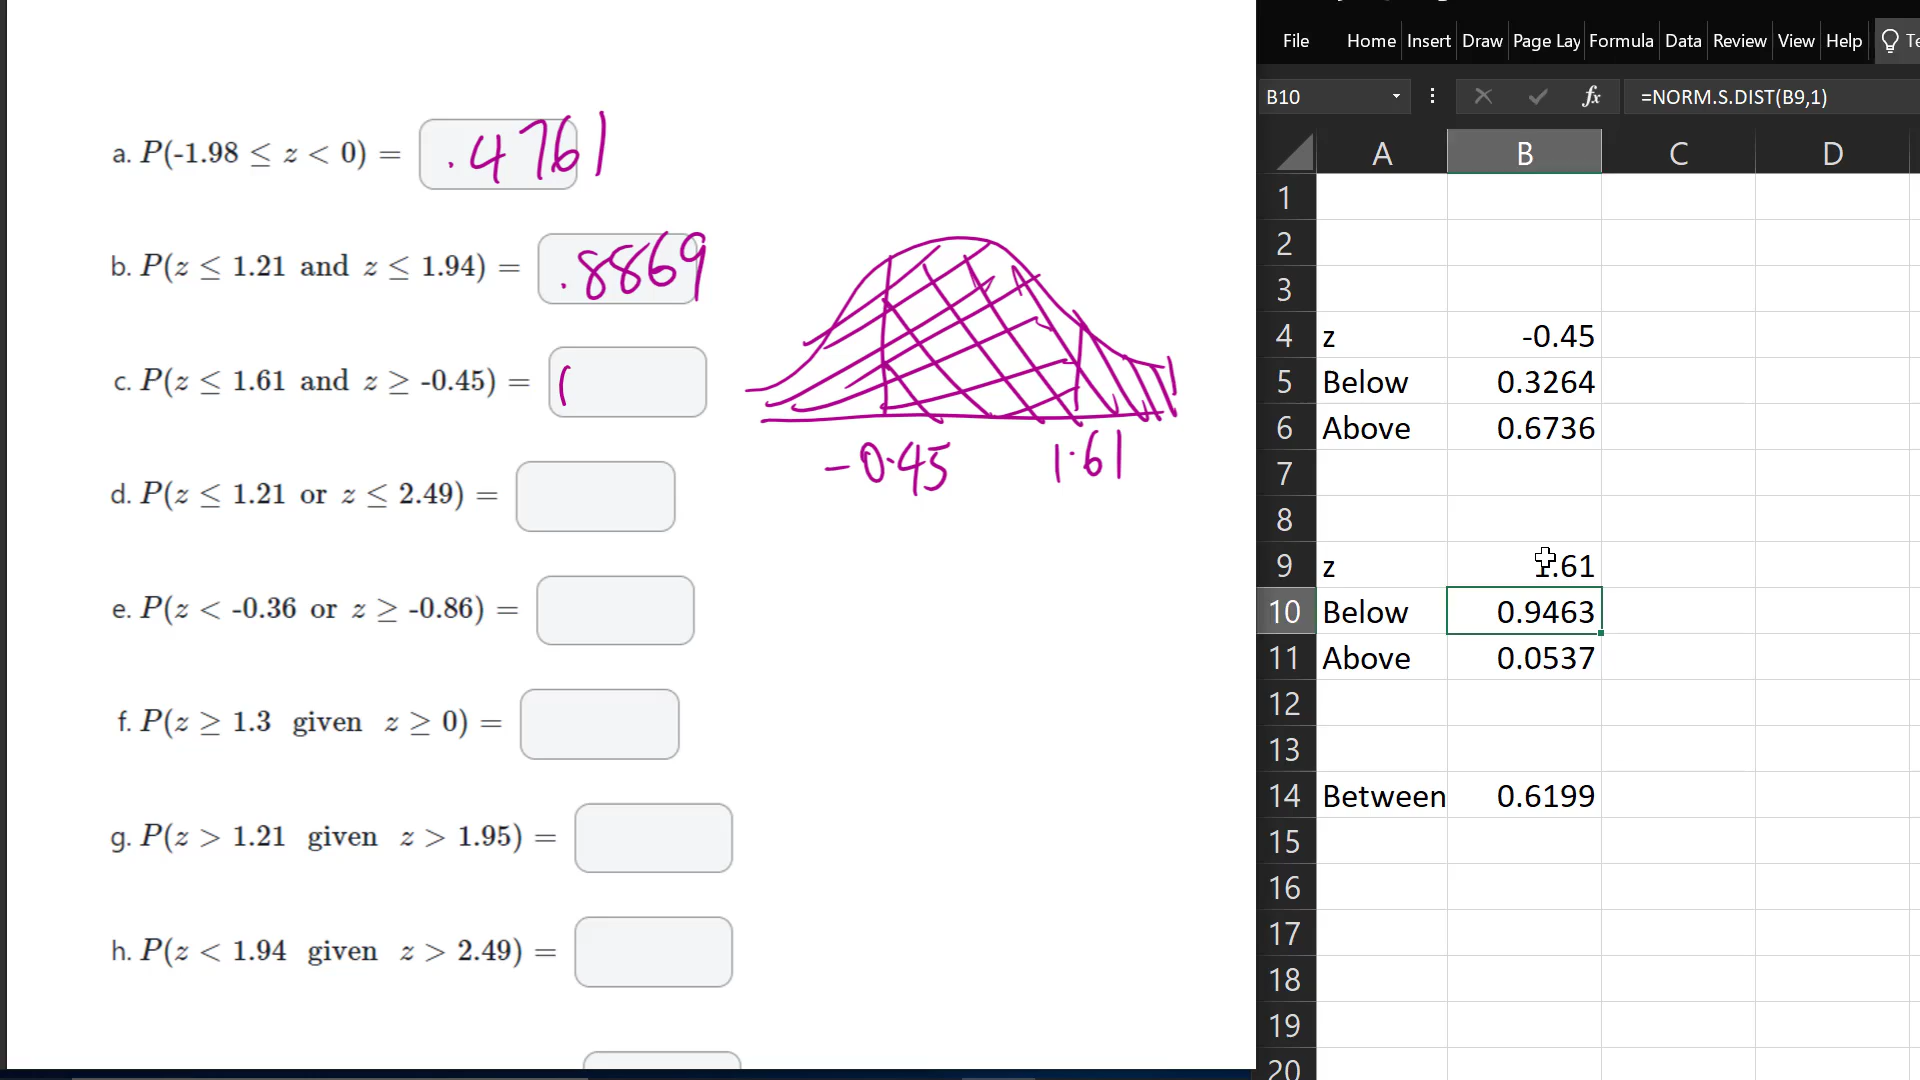 File Home Insert Draw Page Lay Formula Data Review View Help
B10 fx =NORM.S.DIST(B9,1)
a. P(-1.98 ≤ z < 0) = .4761
b. P(z ≤ 1.21 and z ≤ 1.94) = .8869
c. P(z ≤ 1.61 and z ≥ -0.45) = (
-0.45 1.61
d. P(z ≤ 1.21 or z ≤ 2.49) =
e. P(z < -0.36 or z ≥ -0.86) =
f. P(z ≥ 1.3 given z ≥ 0) =
g. P(z > 1.21 given z > 1.95) =
h. P(z < 1.94 given z > 2.49) =
A B C D
1
2
3
4 z -0.45
5 Below 0.3264
6 Above 0.6736
7
8
9 z 1.61
10 Below 0.9463
11 Above 0.0537
12
13
14 Between 0.6199
15
16
17
18
19
20